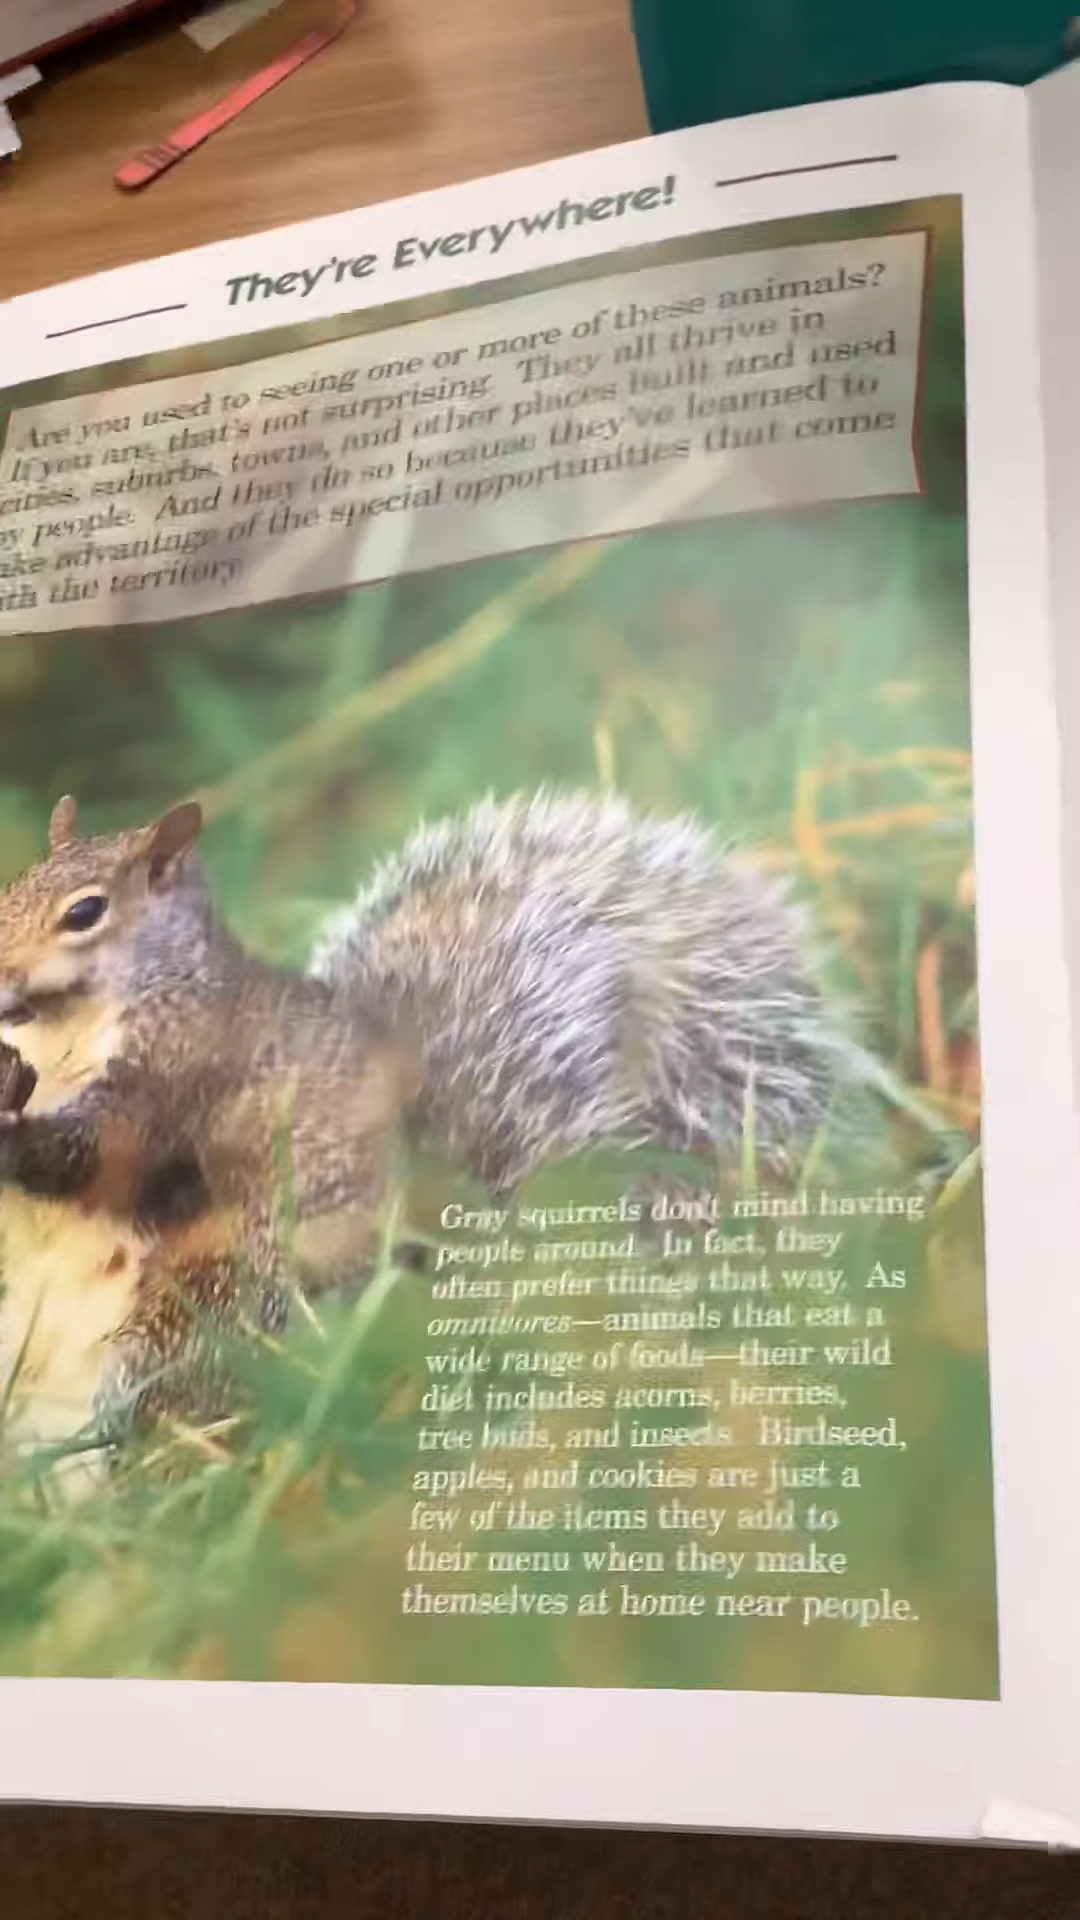 They're Everywhere!
Are you used to seeing one or more of these animals?
If you are, that's not surprising. They all thrive in
cities, suburbs, towns, and other places built and used
by people. And they do so because they've learned to
ake advantage of the special opportunities that come
ith the territory.
Gray squirrels don't mind having
people around. In fact, they
often prefer things that way. As
omnivores—animals that eat a
wide range of foods—their wild
diet includes acorns, berries,
tree buds, and insects. Birdseed,
apples, and cookies are just a
few of the items they add to
their menu when they make
themselves at home near people.